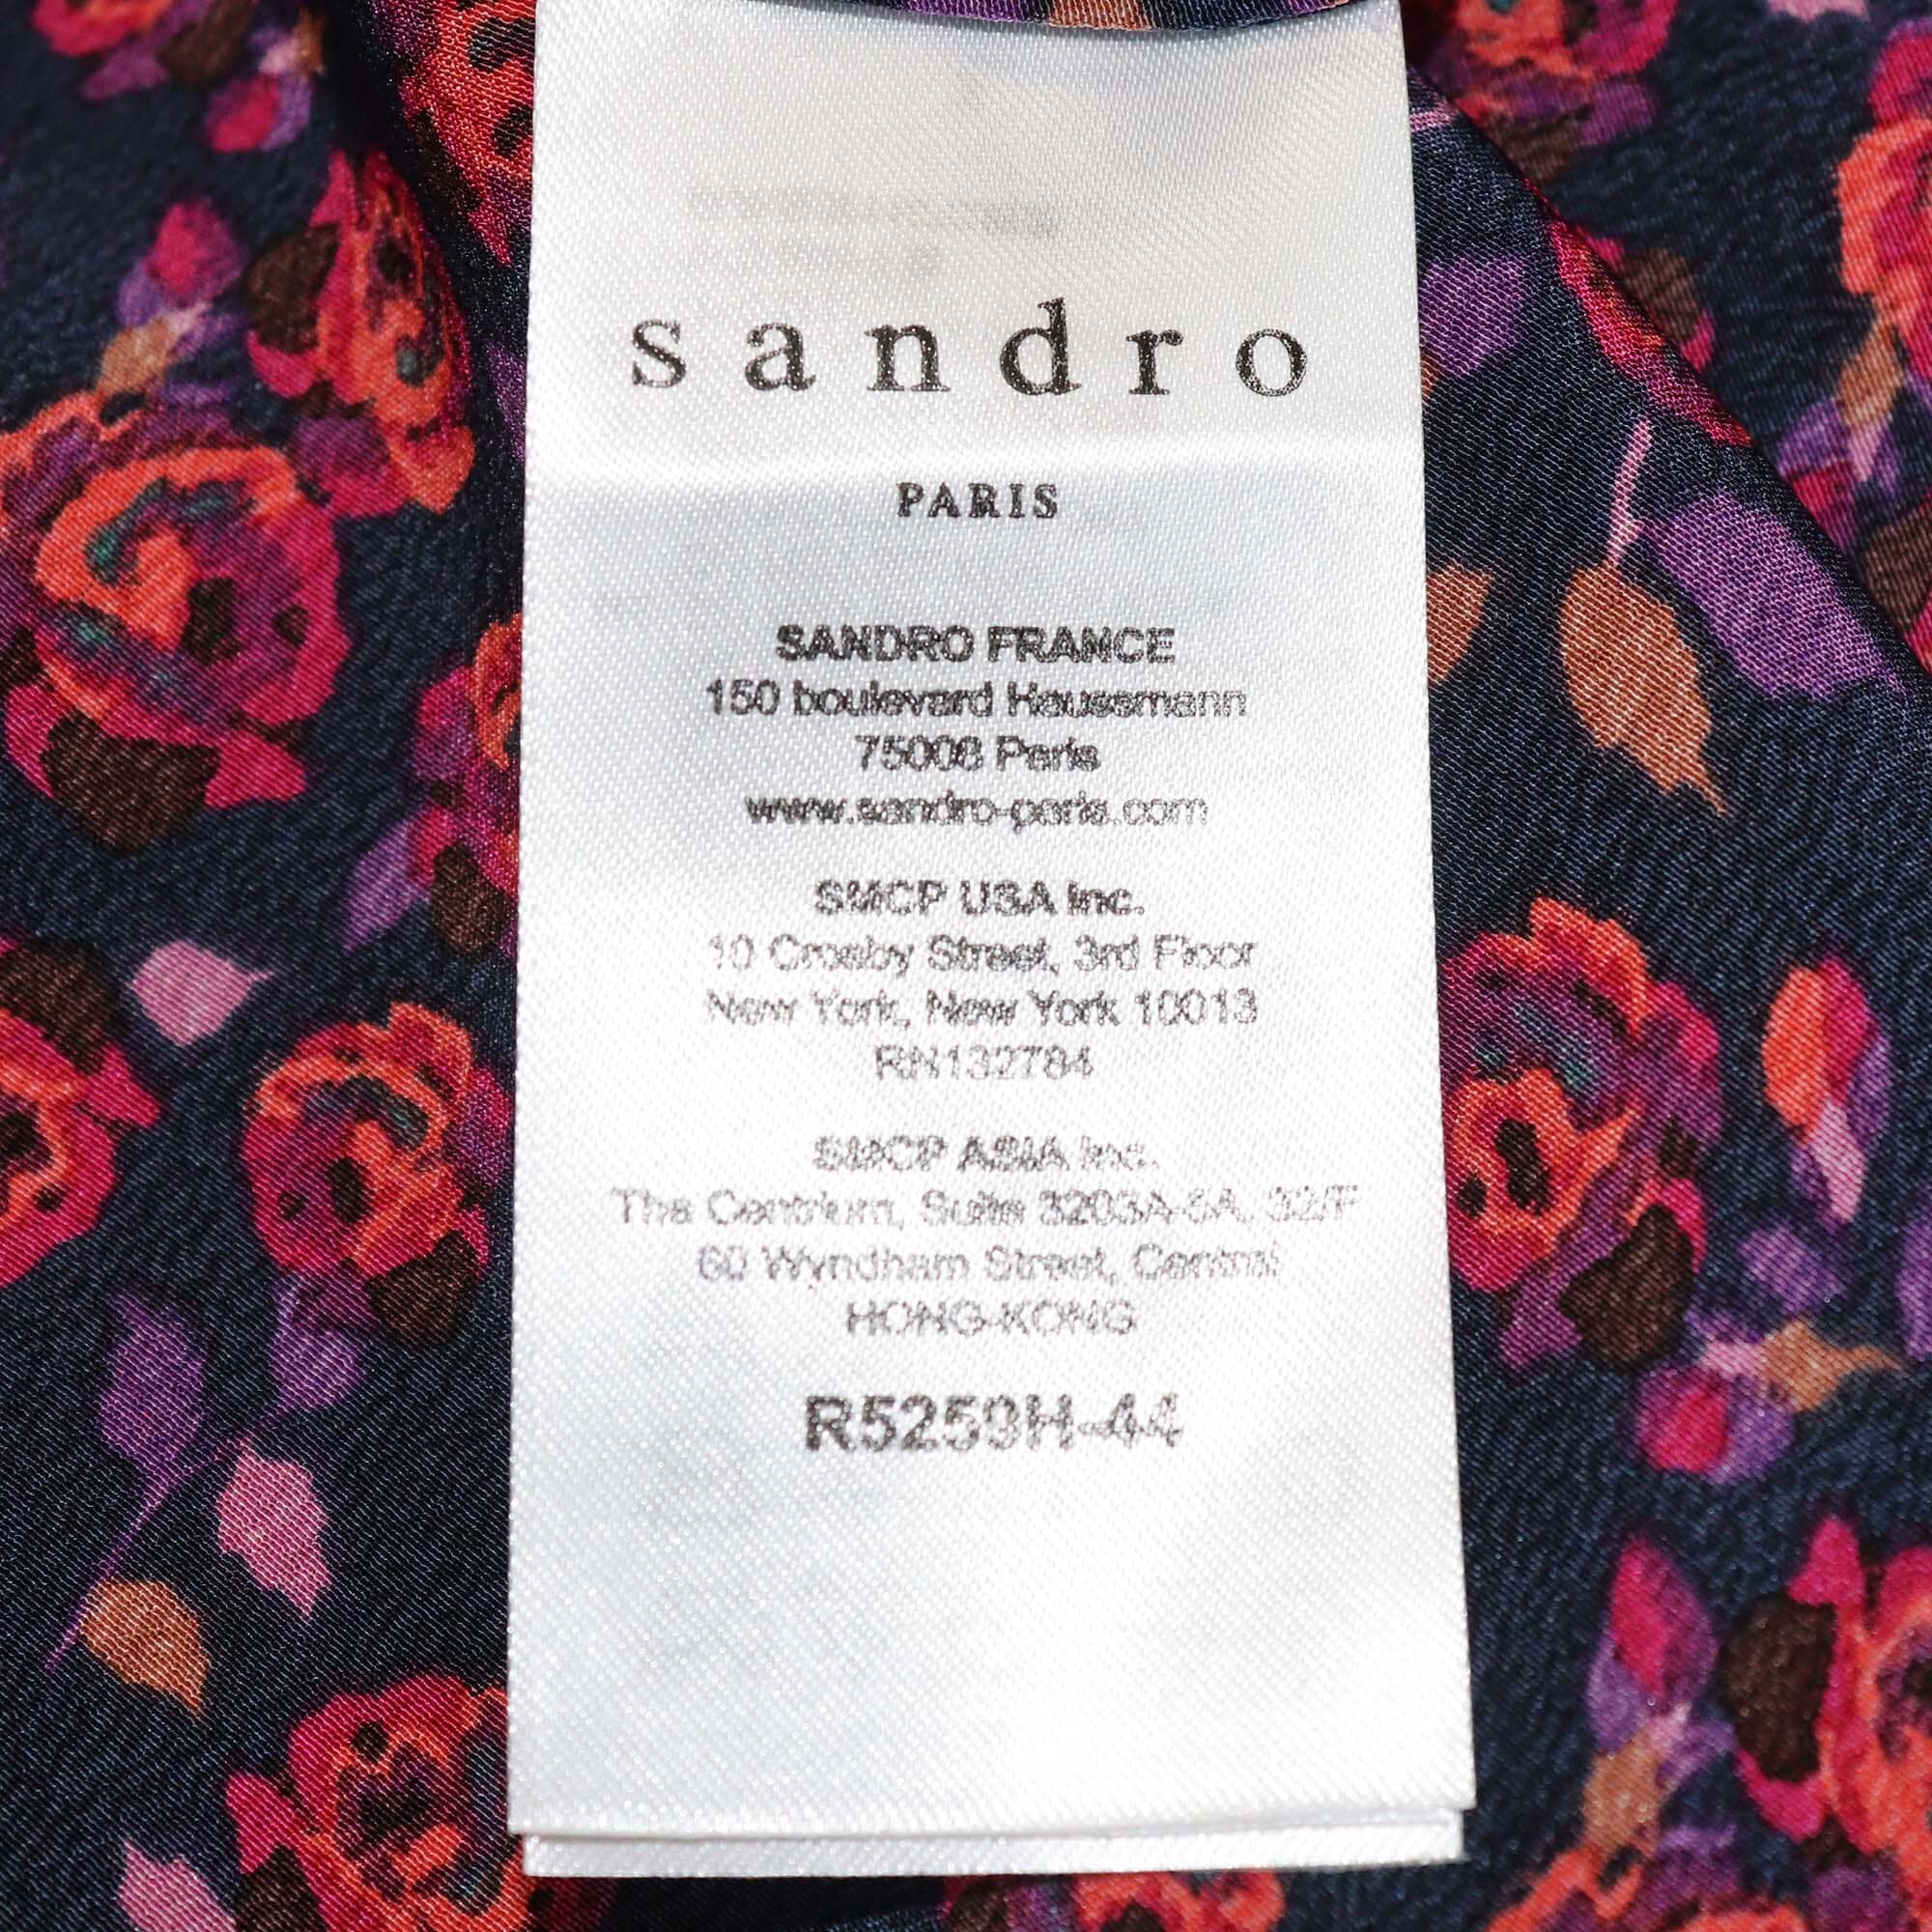 sandro
PARIS
SANDRO FRANCE
150 boulevard Haussmann
75008 Paris
www.sandro-paris.com
SMCP USA Inc.
10 Crosby Street, 3rd Floor
New York, New York 10013
RN132784
SMCP ASIA Inc.
The Centrium, Suite 3203A-5A, 32/F
60 Wyndham Street, Central
HONG-KONG
R5259H-44